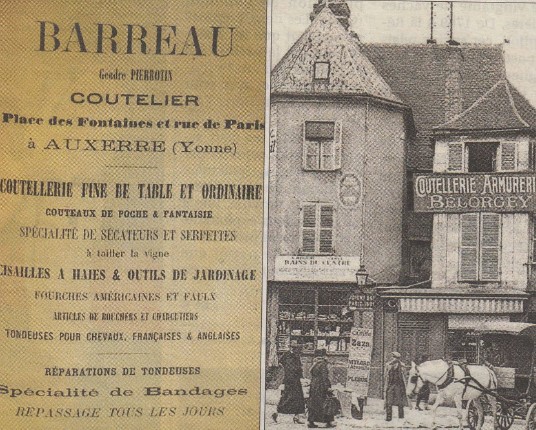 BARREAU
Gendre PIERROTIN
COUTELIER
Place des Fontaines et rue de Paris
à AUXERRE (Yonne)
COUTELLERIE FINE DE TABLE ET ORDINAIRE
COUTEAUX DE POCHE & FANTAISIE
SPÉCIALITÉ DE SÉCATEURS ET SERPETTES
à tailler la vigne
CISAILLES A HAIES & OUTILS DE JARDINAGE
FOURCHES AMÉRICAINES ET FAULX
ARTICLES DE BOUCHERS ET CHARCUTIERS
TONDEUSES POUR CHEVAUX, FRANÇAISES & ANGLAISES
RÉPARATIONS DE TONDEUSES
Spécialité de Bandages
REPASSAGE TOUS LES JOURS
COUTELLERIE ARMURERI
BELORGEY
BAINS DU CENTRE
Zaza